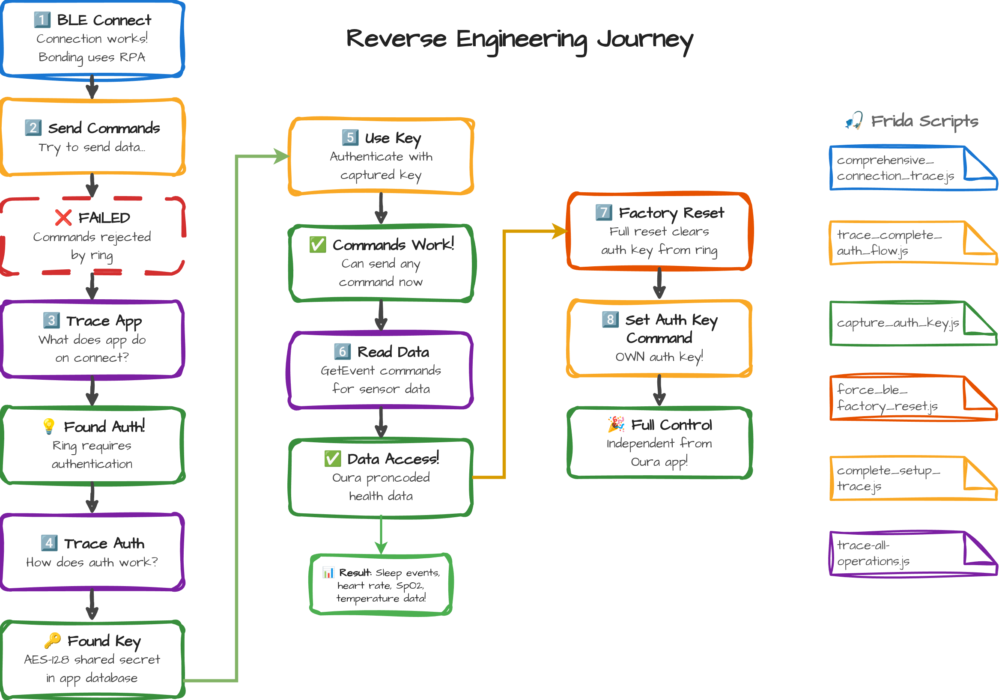 Reverse Engineering Journey
1️⃣ BLE Connect
Connection works!
Bonding uses RPA
2️⃣ Send Commands
Try to send data...
❌ FAILED
Commands rejected
by ring
3️⃣ Trace App
What does app do
on connect?
💡 Found Auth!
Ring requires
authentication
4️⃣ Trace Auth
How does auth work?
🔑 Found Key
AES-128 shared secret
in app database
5️⃣ Use Key
Authenticate with
captured key
✅ Commands Work!
Can send any
command now
6️⃣ Read Data
GetEvent commands
for sensor data
✅ Data Access!
Oura proncoded
health data
📊 Result: Sleep events,
heart rate, SpO2,
temperature data!
7️⃣ Factory Reset
Full reset clears
auth key from ring
8️⃣ Set Auth Key
Command
OWN auth key!
🎉 Full Control
Independent from
Oura app!
🎣 Frida Scripts
comprehensive_
connection_trace.js
trace_complete_
auth_flow.js
capture_auth_key.js
force_ble_
factory_reset.js
complete_setup_
trace.js
trace-all-
operations.js